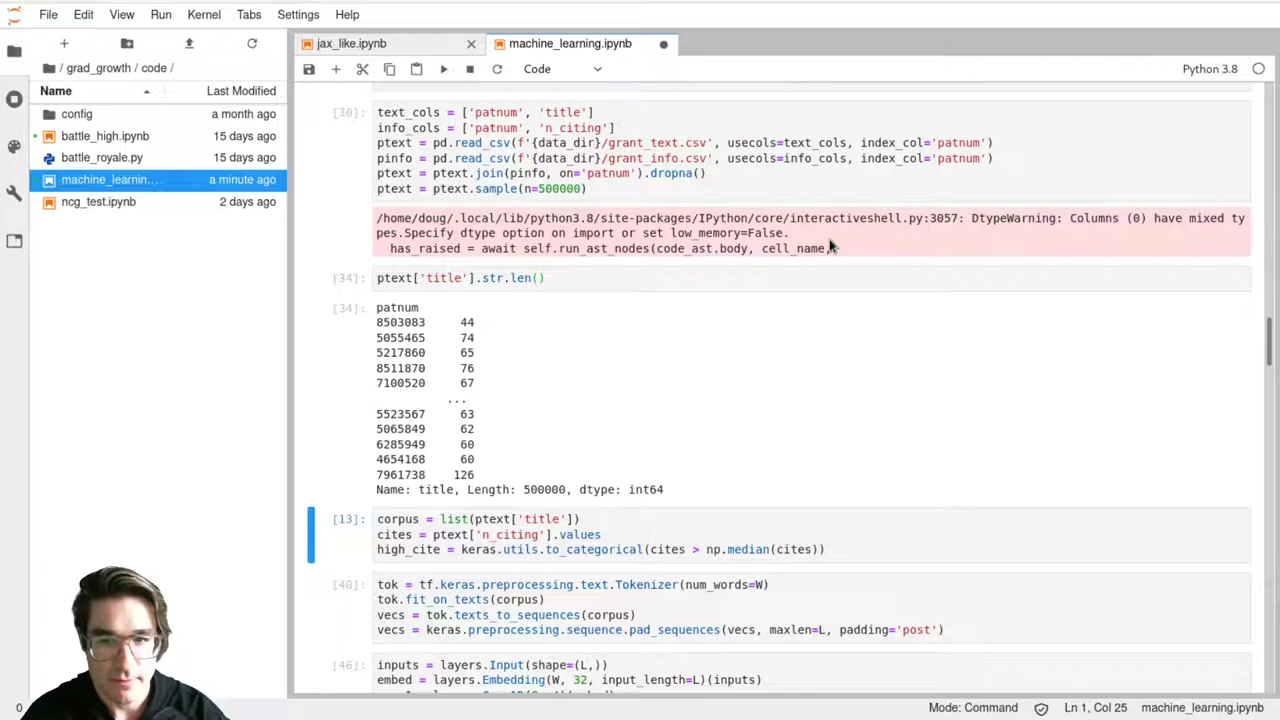 File Edit View Run Kernel Tabs Settings Help
jax_like.ipynb
machine_learning.ipynb
Code
Python 3.8
/ grad_growth / code /
Name Last Modified
config a month ago
battle_high.ipynb 15 days ago
battle_royale.py 15 days ago
machine_learnin... a minute ago
ncg_test.ipynb 2 days ago
[30]: text_cols = ['patnum', 'title']
info_cols = ['patnum', 'n_citing']
ptext = pd.read_csv(f'{data_dir}/grant_text.csv', usecols=text_cols, index_col='patnum')
pinfo = pd.read_csv(f'{data_dir}/grant_info.csv', usecols=info_cols, index_col='patnum')
ptext = ptext.join(pinfo, on='patnum').dropna()
ptext = ptext.sample(n=500000)
/home/doug/.local/lib/python3.8/site-packages/IPython/core/interactiveshell.py:3057: DtypeWarning: Columns (0) have mixed ty
pes.Specify dtype option on import or set low_memory=False.
has_raised = await self.run_ast_nodes(code_ast.body, cell_name,
[34]: ptext['title'].str.len()
[34]: patnum
8503083 44
5055465 74
5217860 65
8511870 76
7100520 67
...
5523567 63
5065849 62
6285949 60
4654168 60
7961738 126
Name: title, Length: 500000, dtype: int64
[13]: corpus = list(ptext['title'])
cites = ptext['n_citing'].values
high_cite = keras.utils.to_categorical(cites > np.median(cites))
[40]: tok = tf.keras.preprocessing.text.Tokenizer(num_words=W)
tok.fit_on_texts(corpus)
vecs = tok.texts_to_sequences(corpus)
vecs = keras.preprocessing.sequence.pad_sequences(vecs, maxlen=L, padding='post')
[46]: inputs = layers.Input(shape=(L,))
embed = layers.Embedding(W, 32, input_length=L)(inputs)
0
Mode: Command Ln 1, Col 25 machine_learning.ipynb